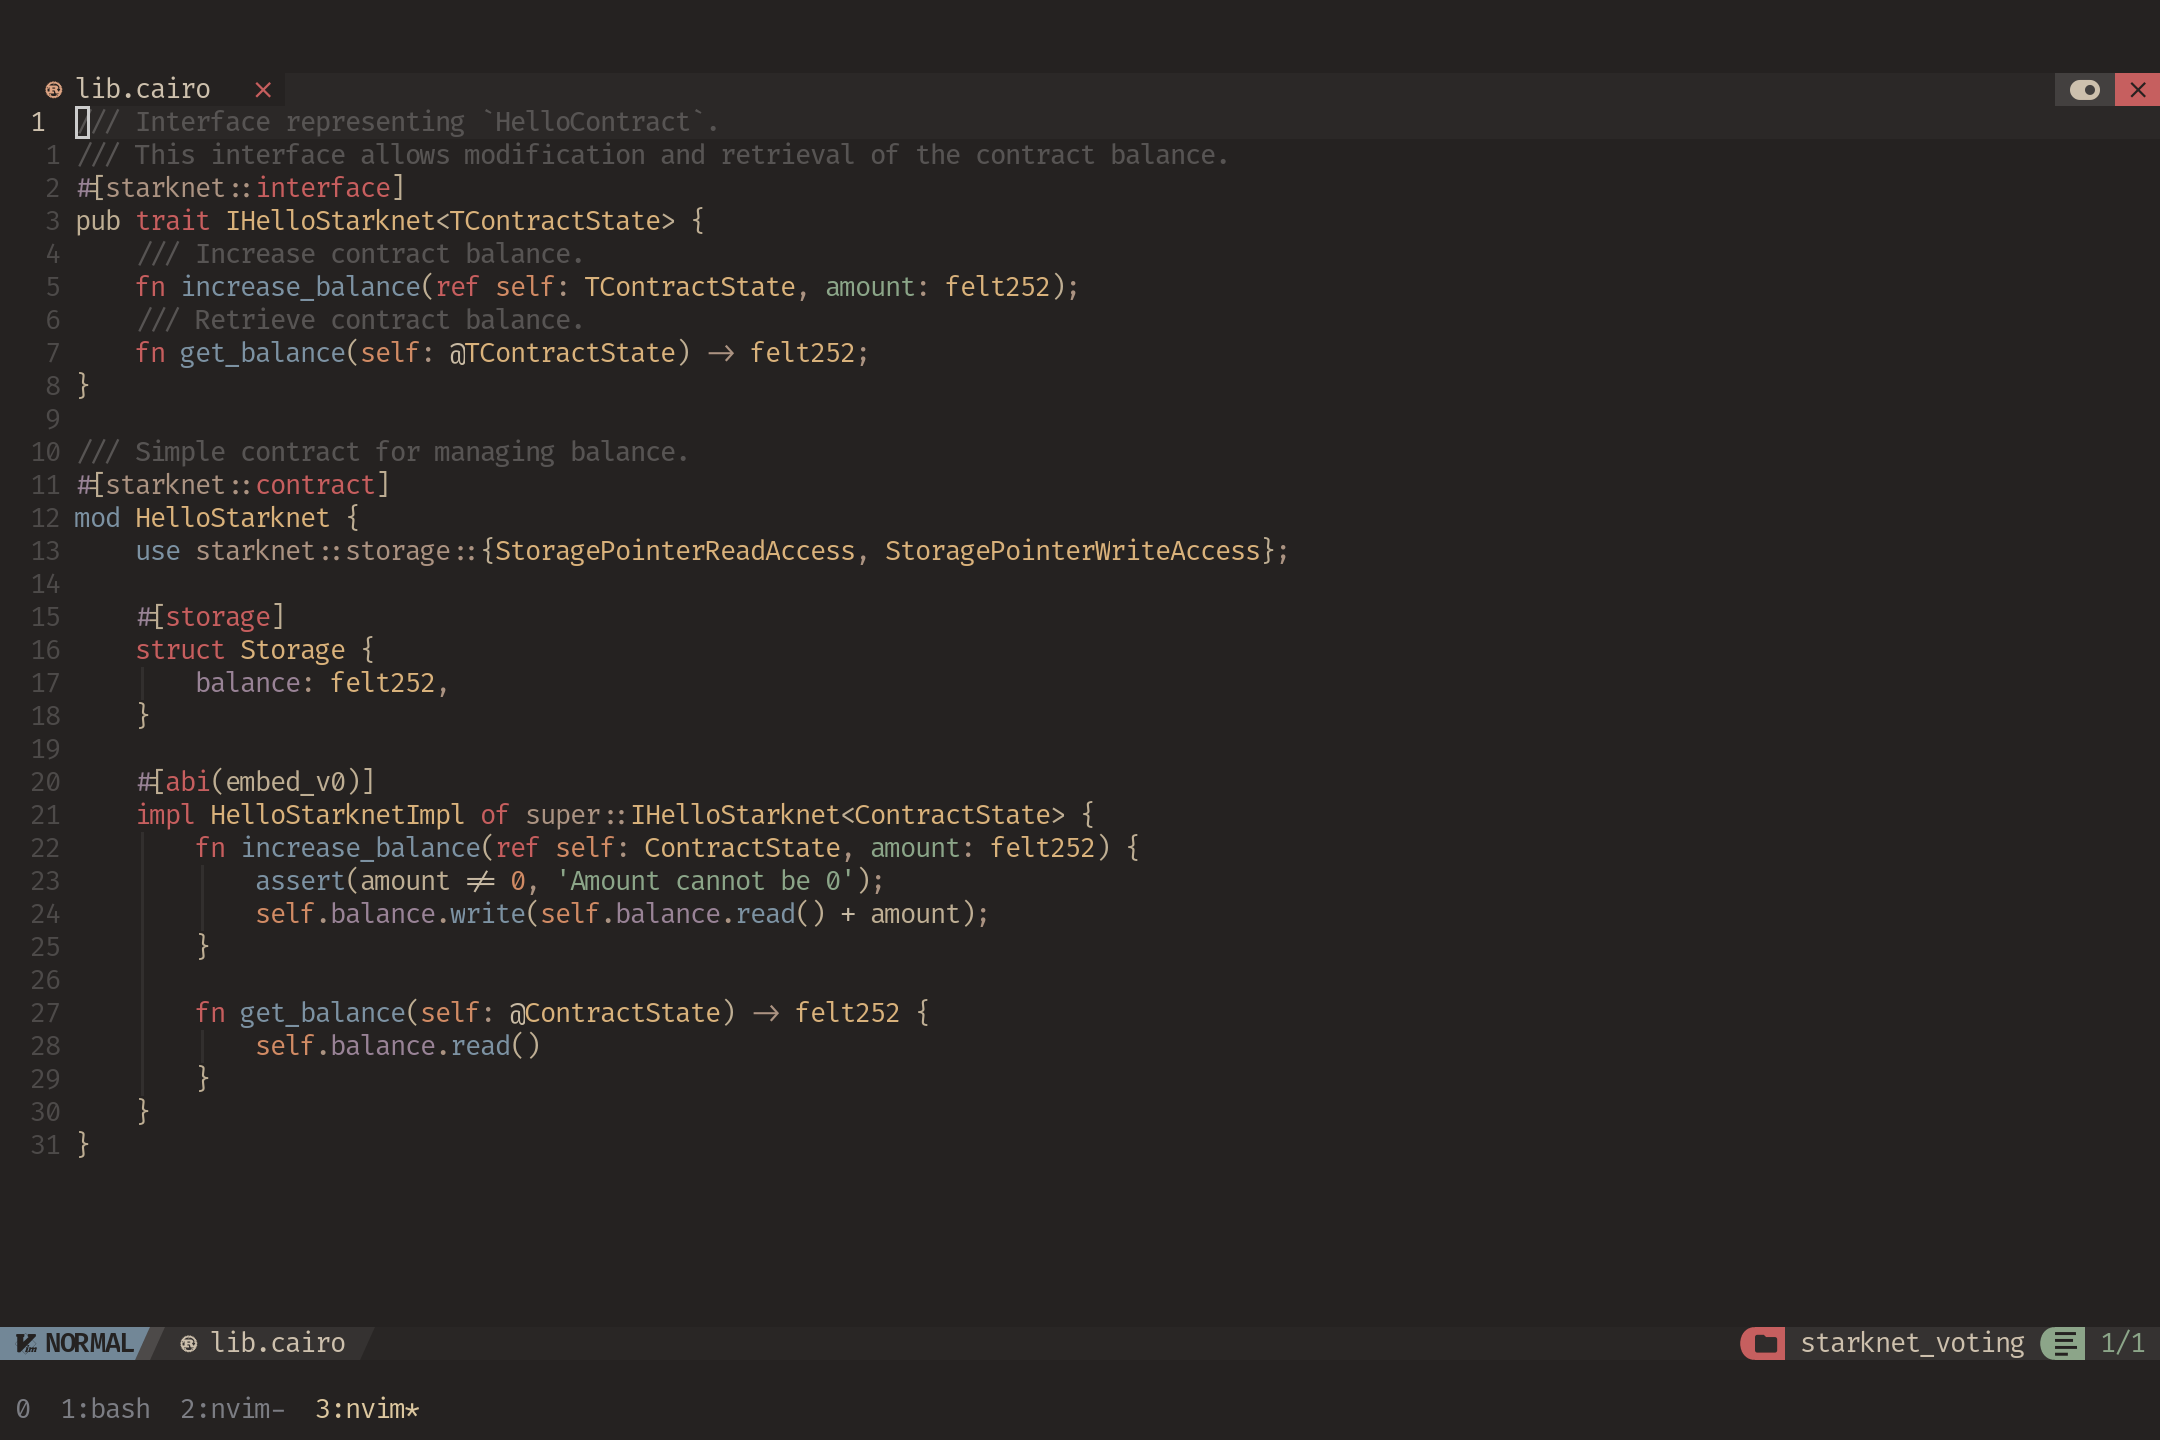 lib.cairo ×
1 /// Interface representing `HelloContract`.
1 /// This interface allows modification and retrieval of the contract balance.
2 #[starknet::interface]
3 pub trait IHelloStarknet<TContractState> {
4     /// Increase contract balance.
5     fn increase_balance(ref self: TContractState, amount: felt252);
6     /// Retrieve contract balance.
7     fn get_balance(self: @TContractState) -> felt252;
8 }
9
10 /// Simple contract for managing balance.
11 #[starknet::contract]
12 mod HelloStarknet {
13     use starknet::storage::{StoragePointerReadAccess, StoragePointerWriteAccess};
14
15     #[storage]
16     struct Storage {
17         balance: felt252,
18     }
19
20     #[abi(embed_v0)]
21     impl HelloStarknetImpl of super::IHelloStarknet<ContractState> {
22         fn increase_balance(ref self: ContractState, amount: felt252) {
23             assert(amount != 0, 'Amount cannot be 0');
24             self.balance.write(self.balance.read() + amount);
25         }
26
27         fn get_balance(self: @ContractState) -> felt252 {
28             self.balance.read()
29         }
30     }
31 }
NORMAL lib.cairo starknet_voting 1/1
0 1:bash 2:nvim- 3:nvim*